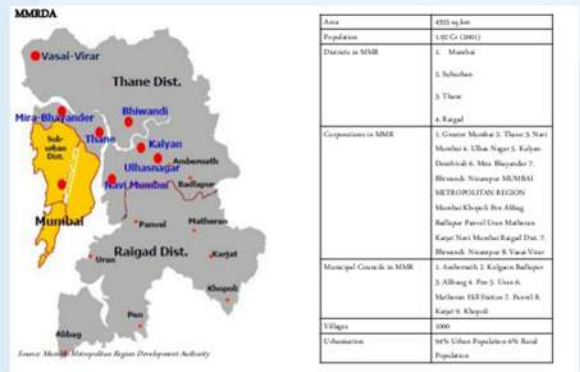 MMRDA
Vasai-Virar
Thane Dist.
Bhiwandi
Mira-Bhayander
Thane
Kalyan
Sub-
urban
Dist.
Ulhasnagar
Ambernath
Navi Mumbai
Badlapur
Mumbai
Panvel
Matheran
Raigad Dist.
Uran
Karjat
Khopoli
Pen
Alibag
Source: Mumbai Metropolitan Region Development Authority
Area 4355 sq.km
Population 1.92 Cr (2001)
Districts in MMR 1. Mumbai
2. Suburban
3. Thane
4. Raigad
Corporations in MMR 1. Greater Mumbai 2. Thane 3. Navi
Mumbai 4. Ulhas Nagar 5. Kalyan-
Dombivali 6. Mira Bhayander 7.
Bhiwandi Nizampur MUMBAI
METROPOLITAN REGION
Mumbai Khopoli Pen Alibag
Badlapur Panvel Uran Matheran
Karjat Navi Mumbai Raigad Dist. 7.
Bhiwandi Nizampur 8. Vasai Virar
Municipal Councils in MMR 1. Ambernath 2. Kulgaon Badlapur
3. Alibaug 4. Pen 5. Uran 6.
Matheran Hill Station 7. Panvel 8.
Karjat 9. Khopoli
Villages 1000
Urbanisation 94% Urban Population 6% Rural
Population